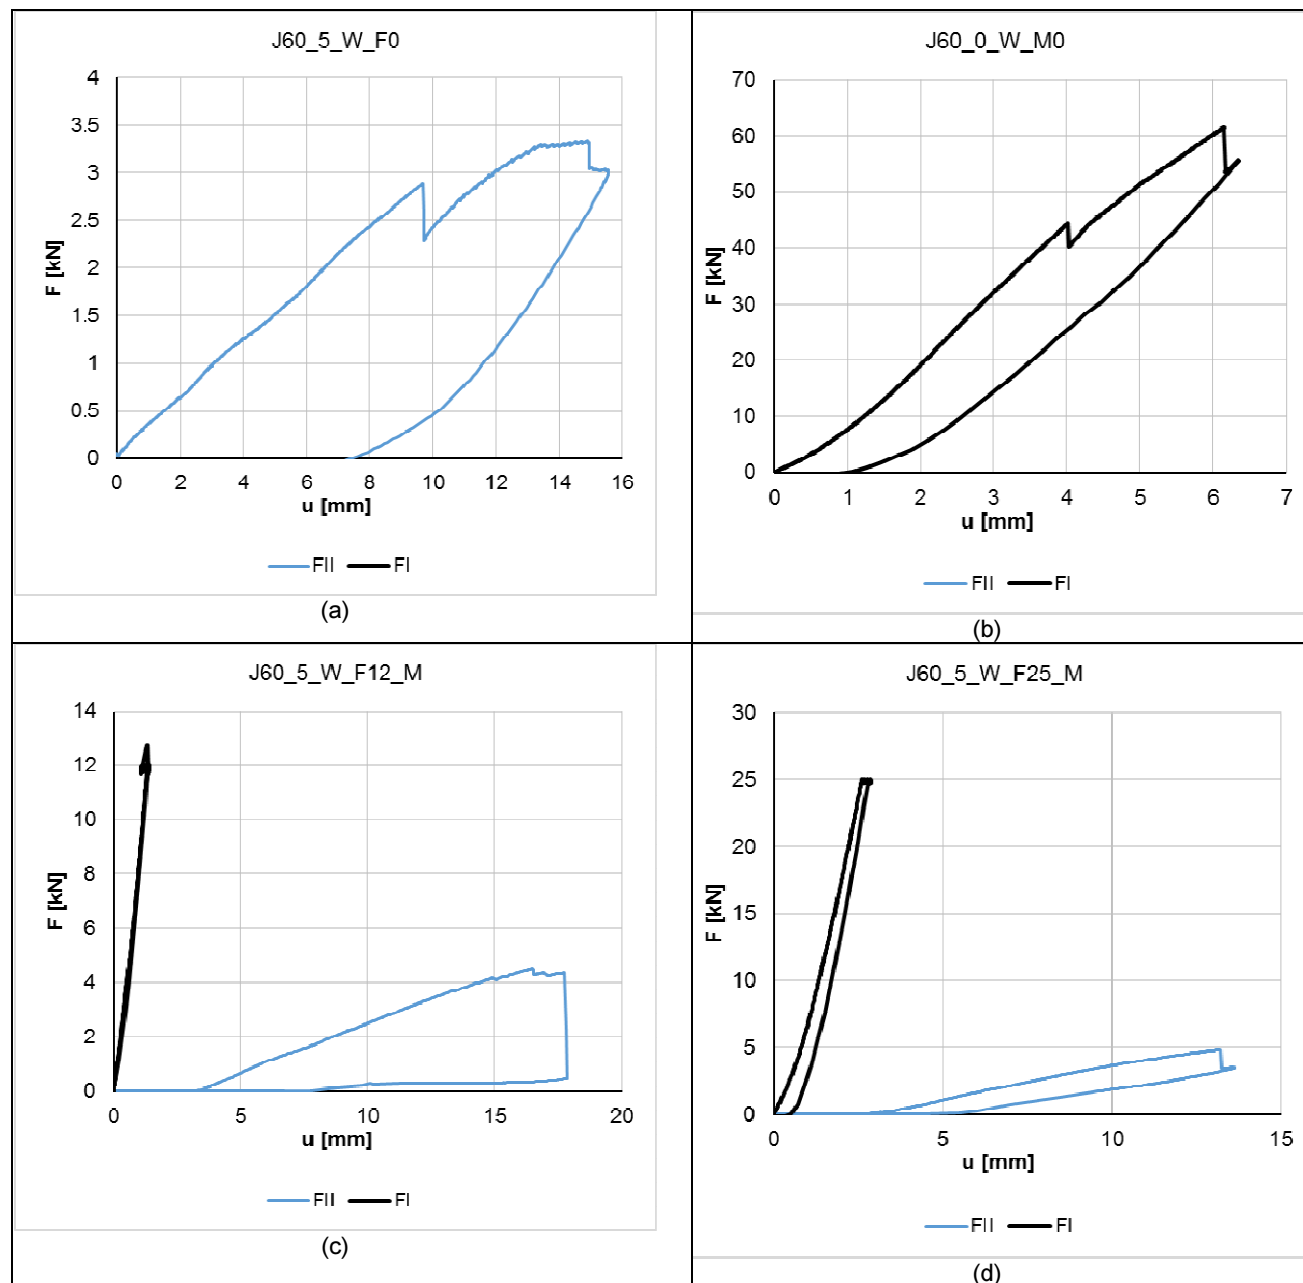 J60_5_W_F0
4
3.5
3
2.5
2
1.5
1
0.5
0
F [kN]
0 2 4 6 8 10 12 14 16
u [mm]
FII FI
(a)
J60_0_W_M0
70
60
50
40
30
20
10
0
F [kN]
0 1 2 3 4 5 6 7
u [mm]
FII FI
(b)
J60_5_W_F12_M
14
12
10
8
6
4
2
0
F [kN]
0 5 10 15 20
u [mm]
FII FI
(c)
J60_5_W_F25_M
30
25
20
15
10
5
0
F [kN]
0 5 10 15
u [mm]
FII FI
(d)